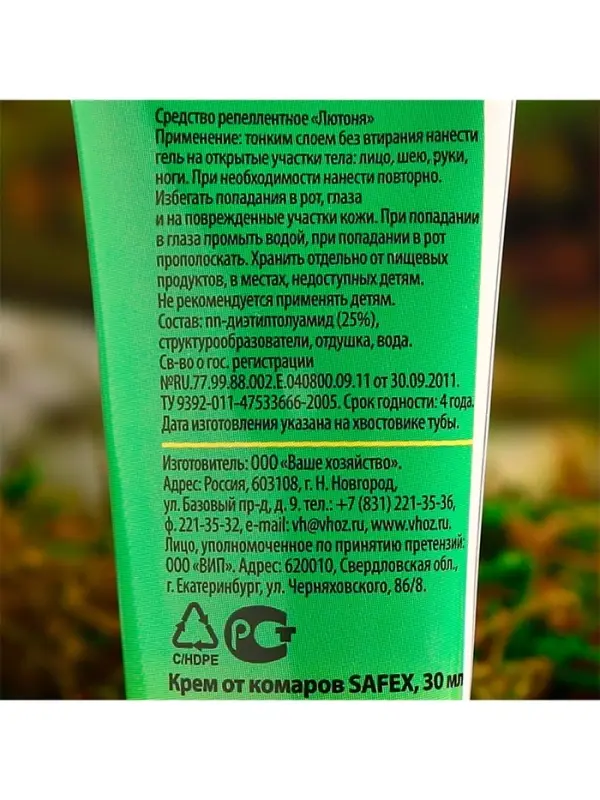 Средство репеллентное «Лютоня»
Применение: тонким слоем без втирания нанести
гель на открытые участки тела: лицо, шею, руки,
ноги. При необходимости нанести повторно.
Избегать попадания в рот, глаза
и на поврежденные участки кожи. При попадании
в глаза промыть водой, при попадании в рот
прополоскать. Хранить отдельно от пищевых
продуктов, в местах, недоступных детям.
Не рекомендуется применять детям.
Состав: пп-диэтиптолуамид (25%),
структурообразователи, отдушка, вода.
Св-во о гос. регистрации
№RU.77.99.88.002.E.040800.09.11 от 30.09.2011.
ТУ 9392-011-47533666-2005. Срок годности: 4 года.
Дата изготовления указана на хвостовике тубы.
Изготовитель: ООО «Ваше хозяйство».
Адрес: Россия, 603108, г. Н. Новгород,
ул. Базовый пр-д, д. 9. тел.: +7 (831) 221-35-36,
ф. 221-35-32, e-mail: vh@vhoz.ru, www.vhoz.ru.
Лицо, уполномоченное по принятию претензий:
ООО «ВИП». Адрес: 620010, Свердловская обл.,
г. Екатеринбург, ул. Черняховского, 86/8.
C/HDPE РСТ
Крем от комаров SAFEX, 30 мл